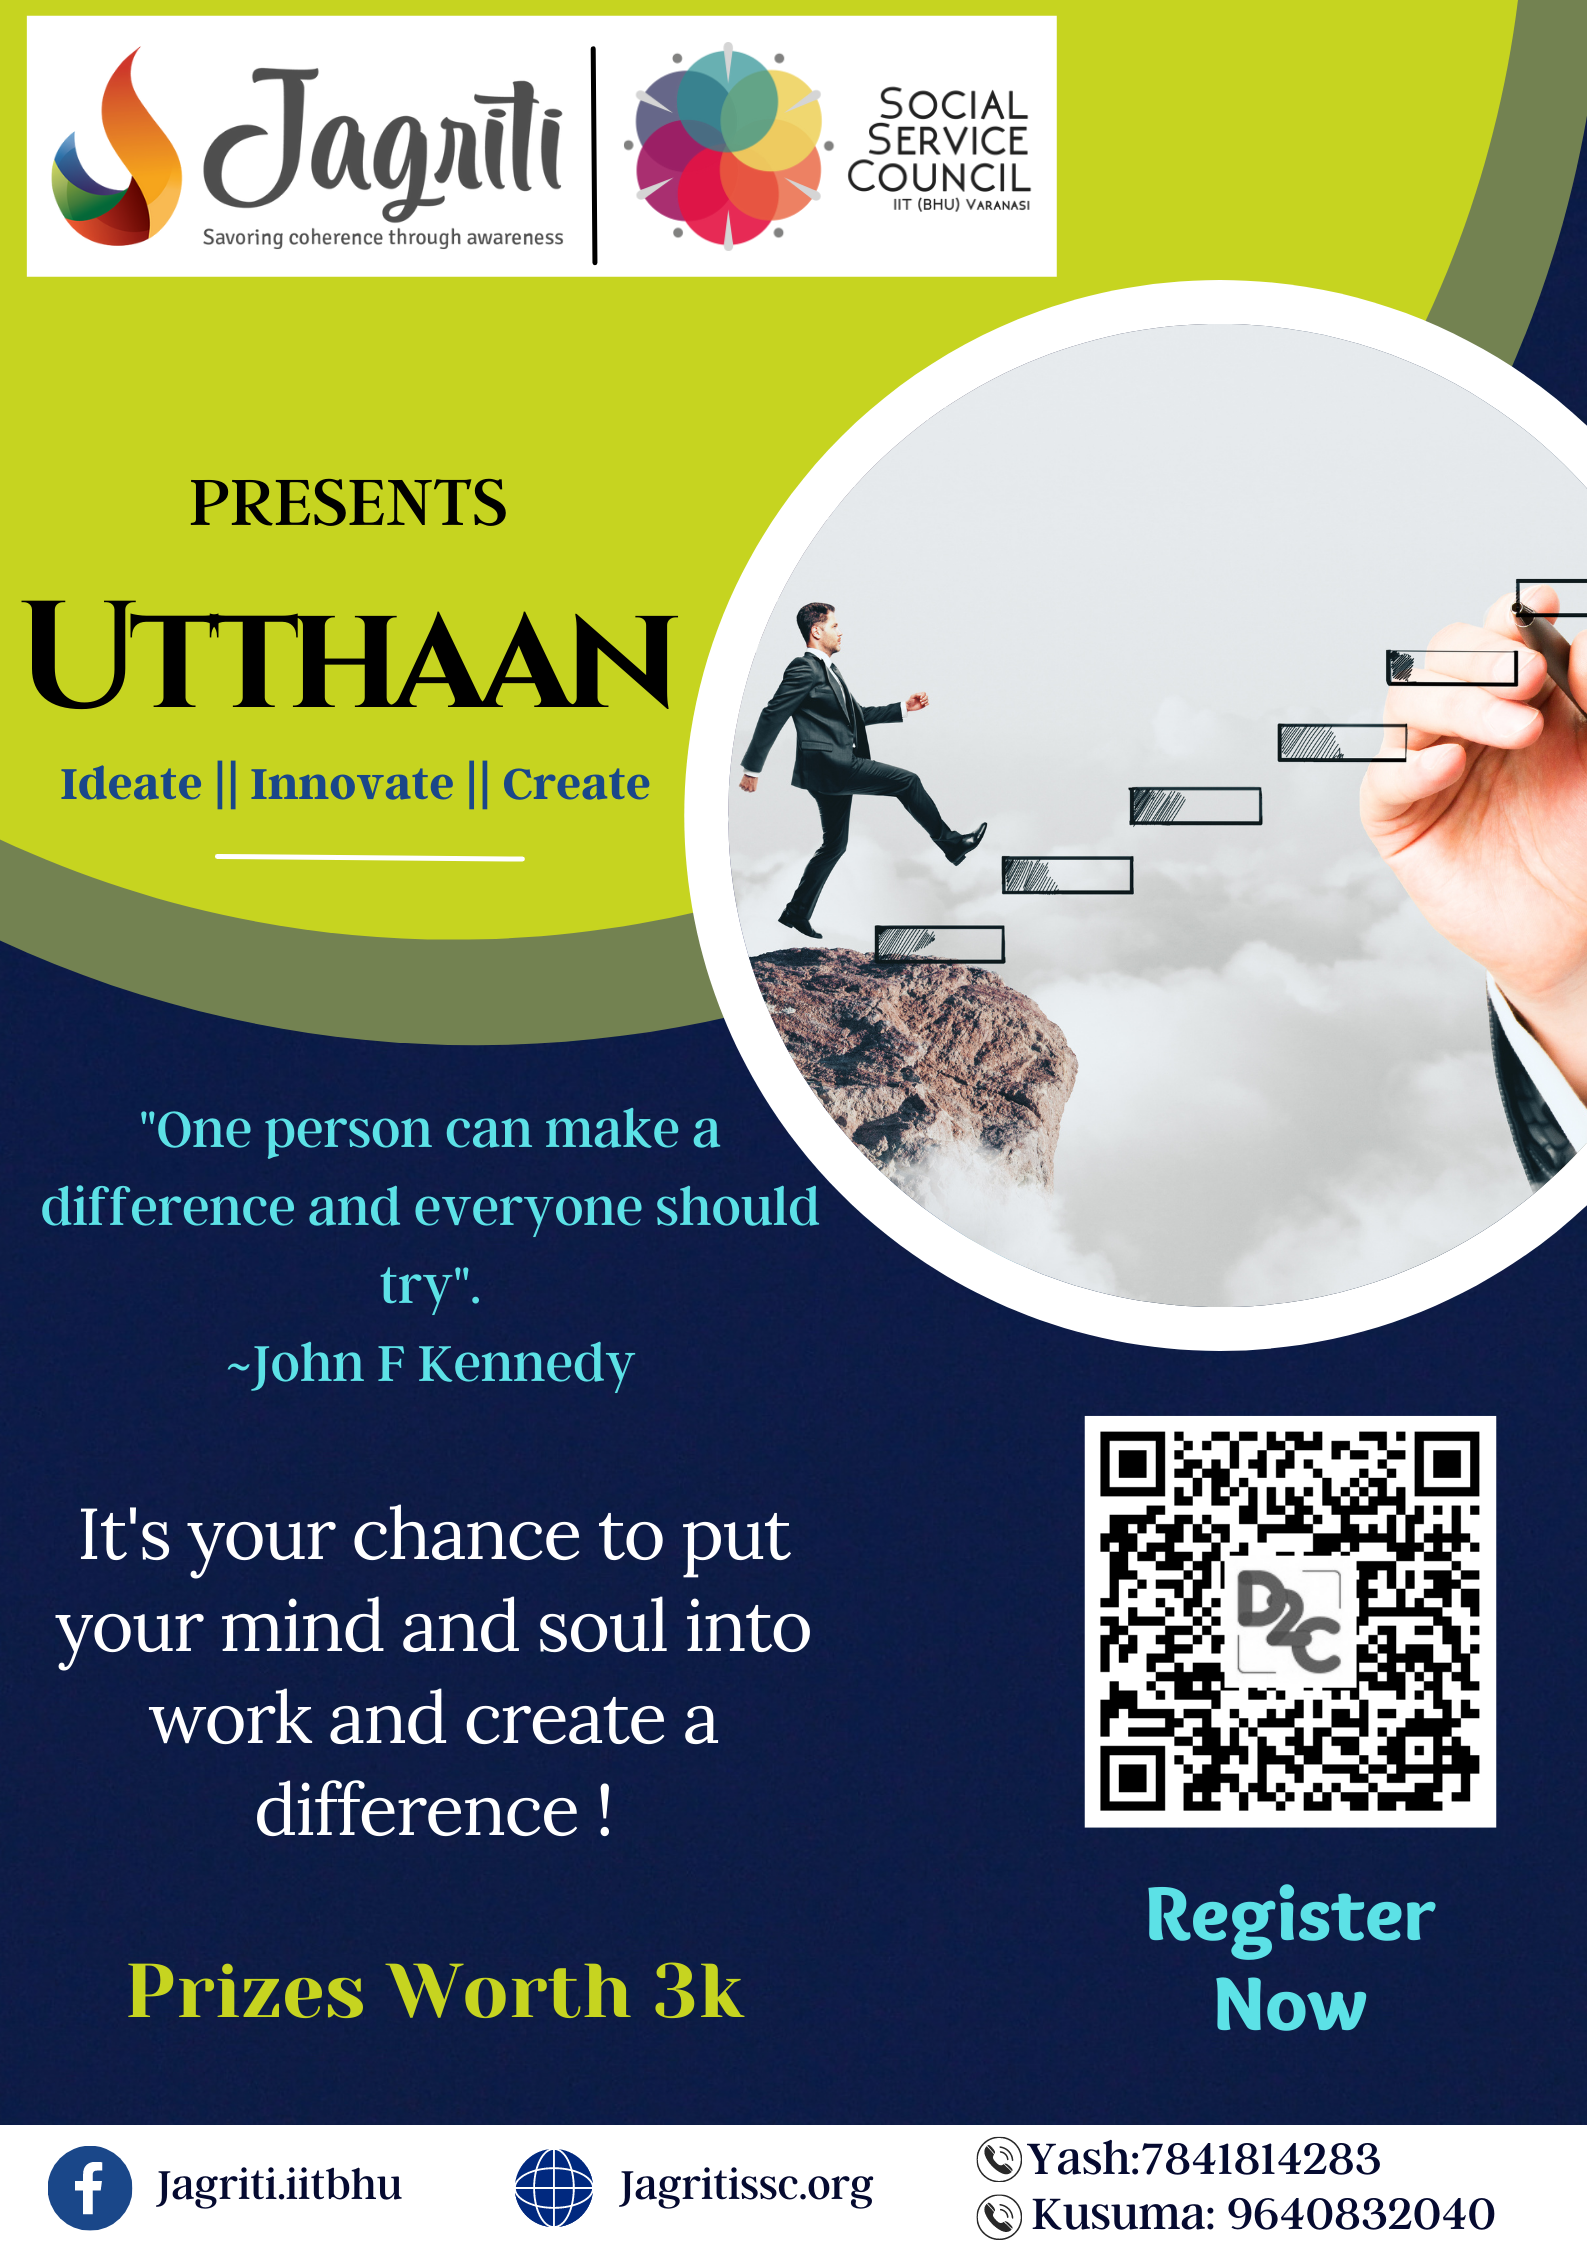 Jagriti
Savoring coherence through awareness
SOCIAL
SERVICE
COUNCIL
IIT (BHU) VARANASI
PRESENTS
UTTHAAN
Ideate || Innovate || Create
"One person can make a
difference and everyone should
try".
~John F Kennedy
It's your chance to put
your mind and soul into
work and create a
difference !
Prizes Worth 3k
D2C
Register
Now
Jagriti.iitbhu
Jagritissc.org
Yash:7841814283
Kusuma: 9640832040